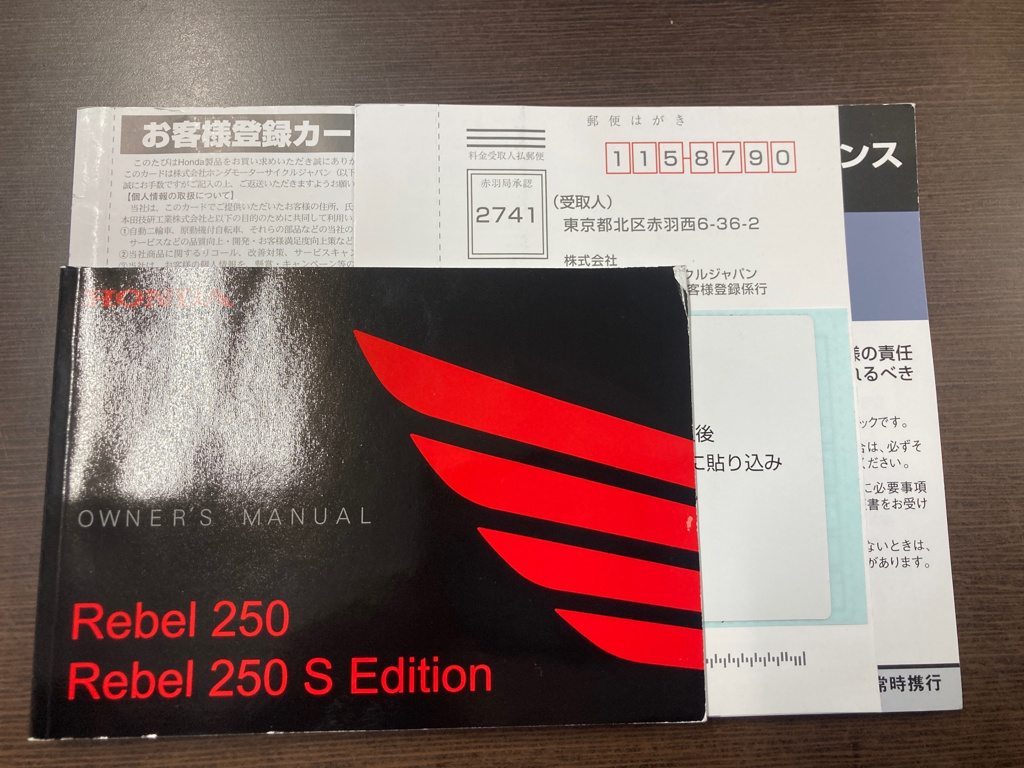 お客様登録カー
このたびはHonda製品をお買い求めいただき誠にありが
このカードは株式会社ホンダモーターサイクルジャパン（以下
誠にお手数ですがご記入の上、ご返送いただきますようお願い
【個人情報の取扱について】
当社は、このカードでご提供いただいたお客様の住所、氏
本田技研工業株式会社と以下の目的のために共同して利用い
①自動二輪車、原動機付自転車、それらの部品などの当社の
サービスなどの品質向上・開発・お客様満足度向上策など
②当社商品に関するリコール、改善対策、サービスキャン
郵便はがき
料金受取人払郵便
115-8790
赤羽局承認
2741
（受取人）
東京都北区赤羽西6-36-2
株式会社
クルジャパン
客様登録係行
後
に貼り込み
ンス
様の責任
れるべき
ックです。
合は、必ずそ
ください。
に必要事項
書をお受け
ないときは、
があります。
常時携行
HONDA
OWNER'S MANUAL
Rebel 250
Rebel 250 S Edition